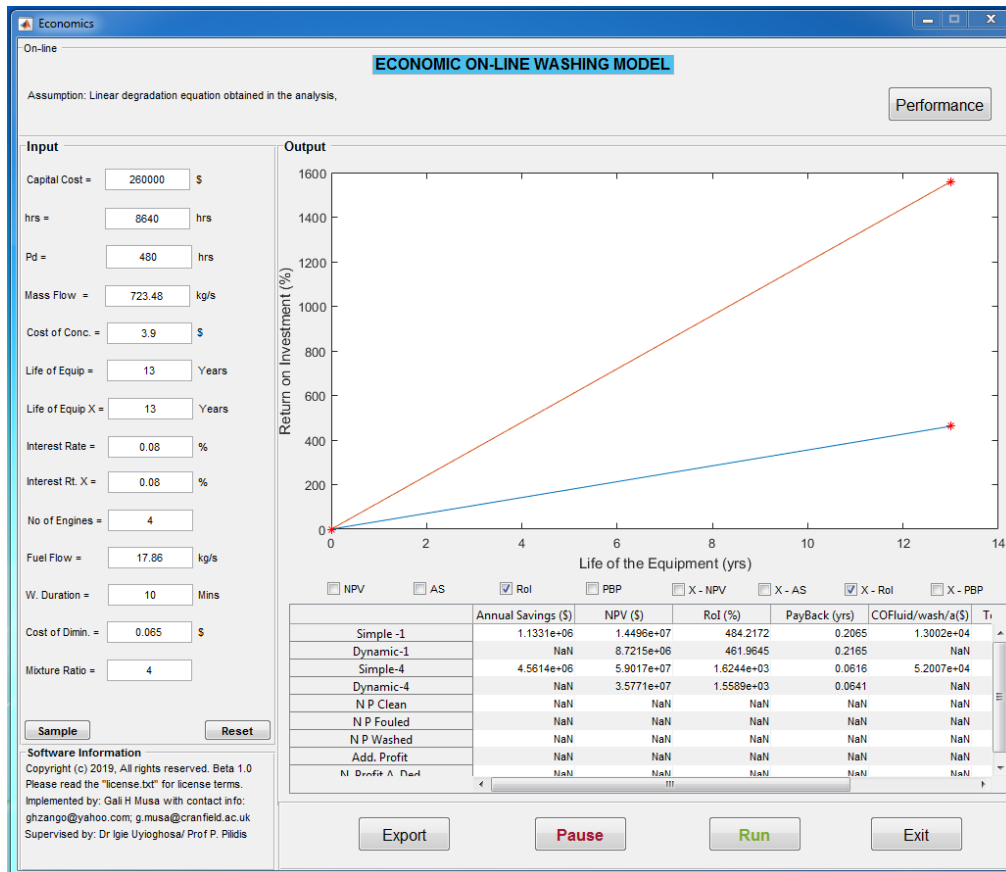 Economics
On-line
ECONOMIC ON-LINE WASHING MODEL
Assumption: Linear degradation equation obtained in the analysis,
Performance
Input
Capital Cost = 260000 $
hrs = 8640 hrs
Pd = 480 hrs
Mass Flow = 723.48 kg/s
Cost of Conc. = 3.9 $
Life of Equip = 13 Years
Life of Equip X = 13 Years
Interest Rate = 0.08 %
Interest Rt. X = 0.08 %
No of Engines = 4
Fuel Flow = 17.86 kg/s
W. Duration = 10 Mins
Cost of Dimin. = 0.065 $
Mixture Ratio = 4
Sample Reset
Software Information
Copyright (c) 2019, All rights reserved. Beta 1.0
Please read the "license.txt" for license terms.
Implemented by: Gali H Musa with contact info:
ghzango@yahoo.com; g.musa@cranfield.ac.uk
Supervised by: Dr Igie Uyioghosa/ Prof P. Pilidis
Output
Return on Investment (%)
1600
1400
1200
1000
800
600
400
200
0
0 2 4 6 8 10 12 14
Life of the Equipment (yrs)
NPV AS RoI PBP X - NPV X - AS X - RoI X - PBP
Annual Savings ($) NPV ($) RoI (%) PayBack (yrs) COFluid/wash/a($)
Simple -1 1.1331e+06 1.4496e+07 484.2172 0.2065 1.3002e+04
Dynamic-1 NaN 8.7215e+06 461.9645 0.2165 NaN
Simple-4 4.5614e+06 5.9017e+07 1.6244e+03 0.0616 5.2007e+04
Dynamic-4 NaN 3.5771e+07 1.5589e+03 0.0641 NaN
N P Clean NaN NaN NaN NaN NaN
N P Fouled NaN NaN NaN NaN NaN
N P Washed NaN NaN NaN NaN NaN
Add. Profit NaN NaN NaN NaN NaN
N. Profit A. Ded NaN NaN NaN NaN NaN
Export Pause Run Exit